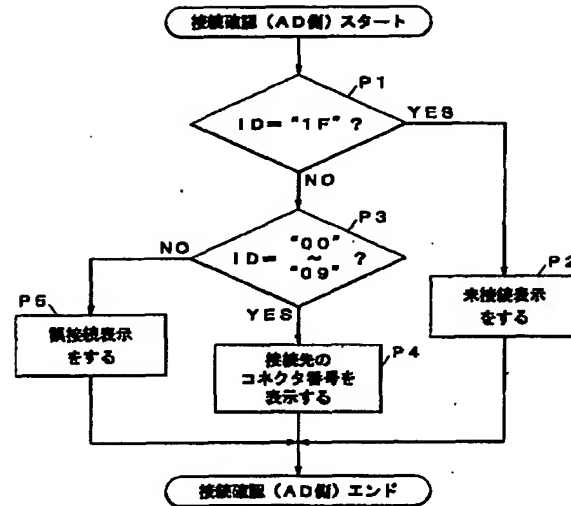 接続確認（AD側）スタート
P1
ID＝"1F"？
YES
NO
P3
ID＝"00"～"09"？
NO
YES
P2
未接続表示
をする
P5
誤接続表示
をする
P4
接続先の
コネクタ番号を
表示する
接続確認（AD側）エンド